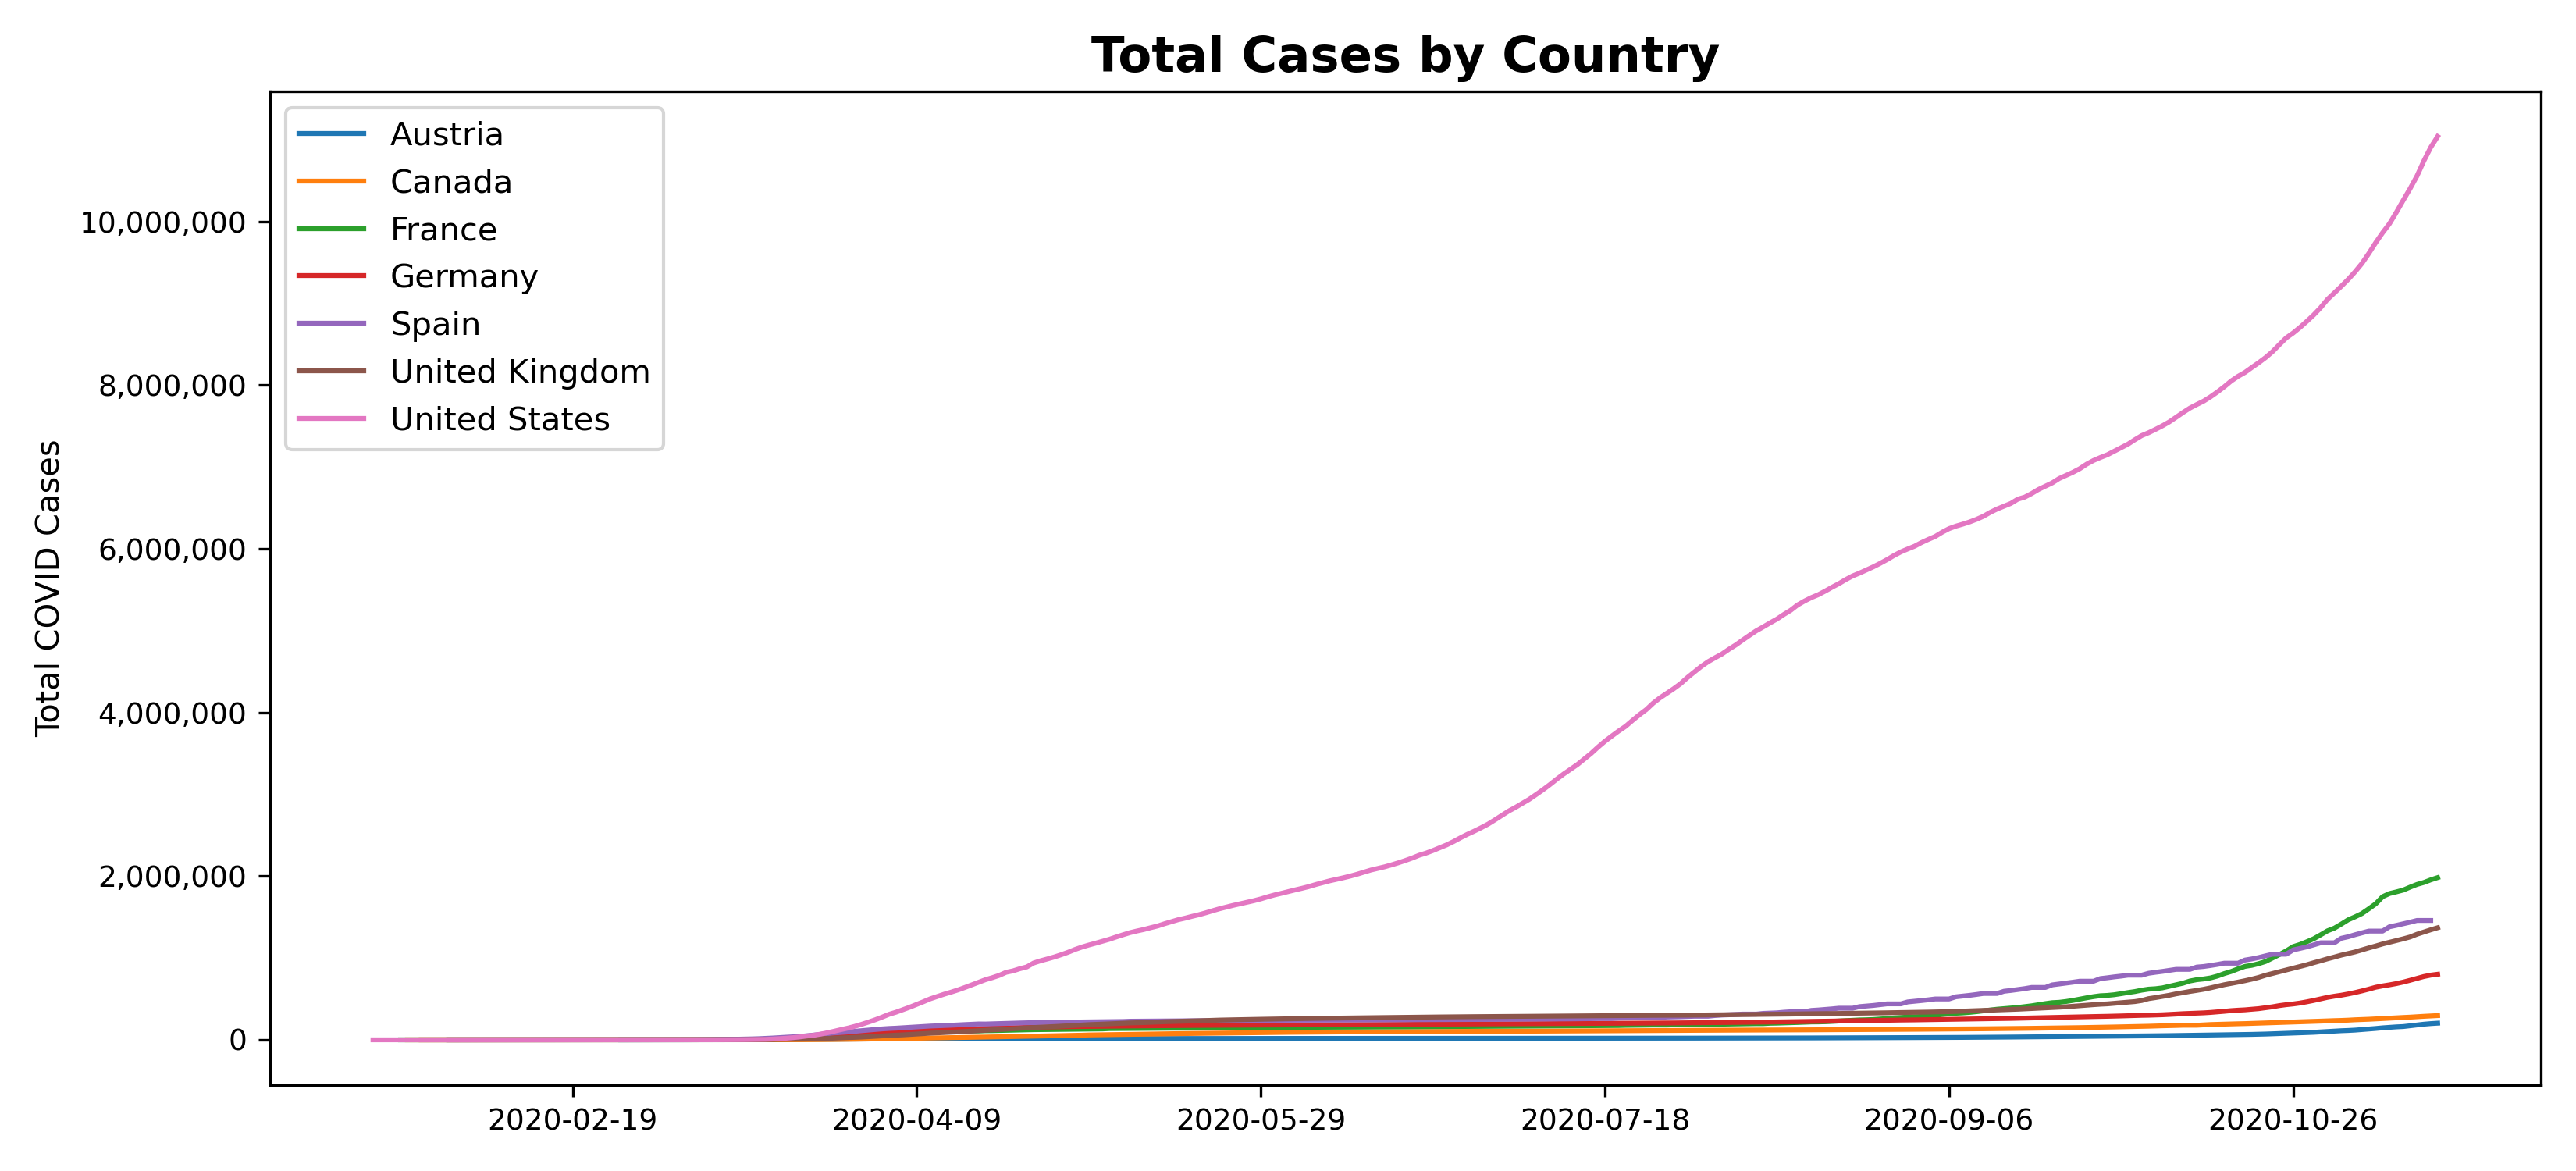 Total Cases by Country
Austria
Canada
France
Germany
Spain
United Kingdom
United States
Total COVID Cases
10,000,000
8,000,000
6,000,000
4,000,000
2,000,000
0
2020-02-19
2020-04-09
2020-05-29
2020-07-18
2020-09-06
2020-10-26